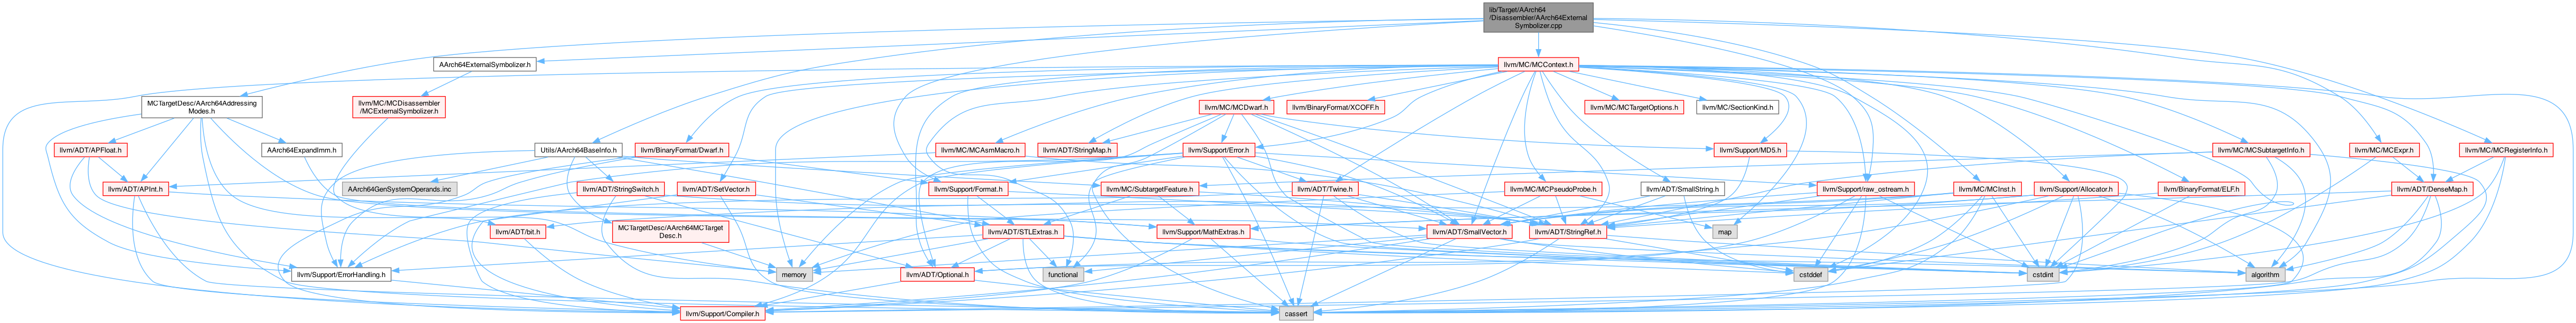 lib/Target/AArch64
/Disassembler/AArch64External
Symbolizer.cpp
AArch64ExternalSymbolizer.h
llvm/MC/MCContext.h
MCTargetDesc/AArch64Addressing
Modes.h
llvm/MC/MCDisassembler
/MCExternalSymbolizer.h
llvm/MC/MCDwarf.h
llvm/BinaryFormat/XCOFF.h
llvm/MC/MCTargetOptions.h
llvm/MC/SectionKind.h
llvm/ADT/APFloat.h
AArch64ExpandImm.h
Utils/AArch64BaseInfo.h
llvm/BinaryFormat/Dwarf.h
llvm/MC/MCAsmMacro.h
llvm/ADT/StringMap.h
llvm/Support/Error.h
llvm/Support/MD5.h
llvm/MC/MCSubtargetInfo.h
llvm/MC/MCExpr.h
llvm/MC/MCRegisterInfo.h
llvm/ADT/APInt.h
AArch64GenSystemOperands.inc
llvm/ADT/StringSwitch.h
llvm/ADT/SetVector.h
llvm/Support/Format.h
llvm/MC/SubtargetFeature.h
llvm/ADT/Twine.h
llvm/MC/MCPseudoProbe.h
llvm/ADT/SmallString.h
llvm/Support/raw_ostream.h
llvm/MC/MCInst.h
llvm/Support/Allocator.h
llvm/BinaryFormat/ELF.h
llvm/ADT/DenseMap.h
llvm/ADT/bit.h
MCTargetDesc/AArch64MCTarget
Desc.h
llvm/ADT/STLExtras.h
llvm/Support/MathExtras.h
llvm/ADT/SmallVector.h
llvm/ADT/StringRef.h
map
llvm/Support/ErrorHandling.h
memory
llvm/ADT/Optional.h
functional
cstddef
cstdint
algorithm
llvm/Support/Compiler.h
cassert